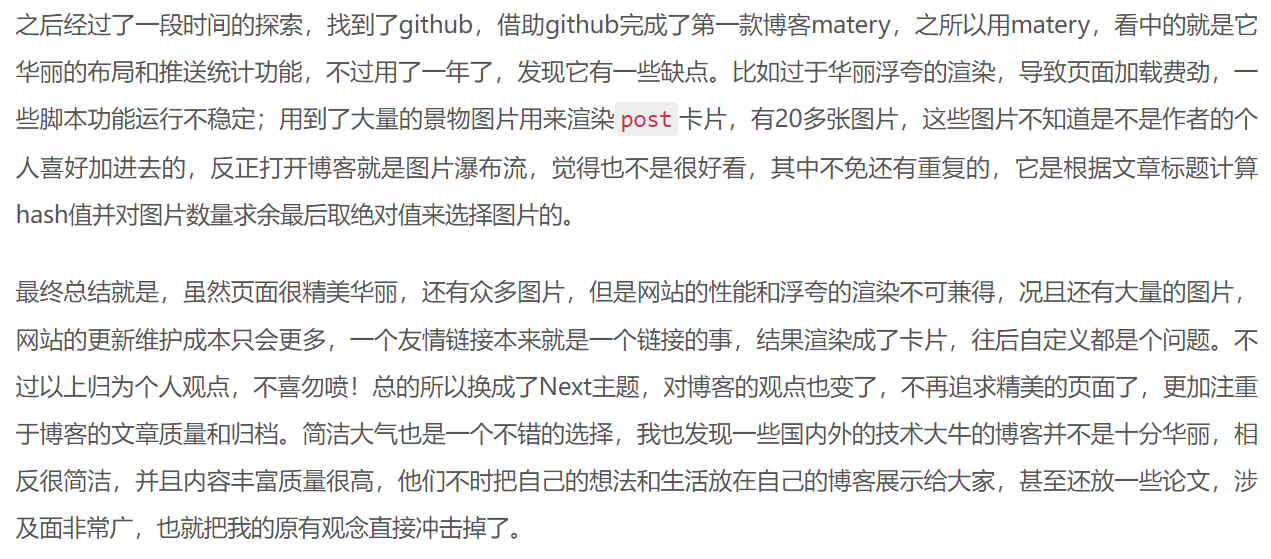 之后经过了一段时间的探索，找到了github，借助github完成了第一款博客matery，之所以用matery，看中的就是它
华丽的布局和推送统计功能，不过用了一年了，发现它有一些缺点。比如过于华丽浮夸的渲染，导致页面加载费劲，一
些脚本功能运行不稳定；用到了大量的景物图片用来渲染post卡片，有20多张图片，这些图片不知道是不是作者的个
人喜好加进去的，反正打开博客就是图片瀑布流，觉得也不是很好看，其中不免还有重复的，它是根据文章标题计算
hash值并对图片数量求余最后取绝对值来选择图片的。
最终总结就是，虽然页面很精美华丽，还有众多图片，但是网站的性能和浮夸的渲染不可兼得，况且还有大量的图片，
网站的更新维护成本只会更多，一个友情链接本来就是一个链接的事，结果渲染成了卡片，往后自定义都是个问题。不
过以上归为个人观点，不喜勿喷！总的所以换成了Next主题，对博客的观点也变了，不再追求精美的页面了，更加注重
于博客的文章质量和归档。简洁大气也是一个不错的选择，我也发现一些国内外的技术大牛的博客并不是十分华丽，相
反很简洁，并且内容丰富质量很高，他们不时把自己的想法和生活放在自己的博客展示给大家，甚至还放一些论文，涉
及面非常广，也就把我的原有观念直接冲击掉了。